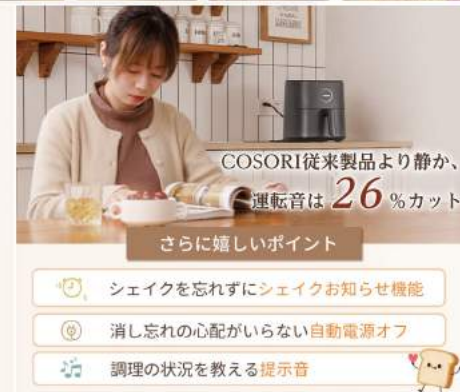 COSORI従来製品より静か、
運転音は26%カット
さらに嬉しいポイント
シェイクを忘れずにシェイクお知らせ機能
消し忘れの心配がいらない自動電源オフ
調理の状況を教える提示音